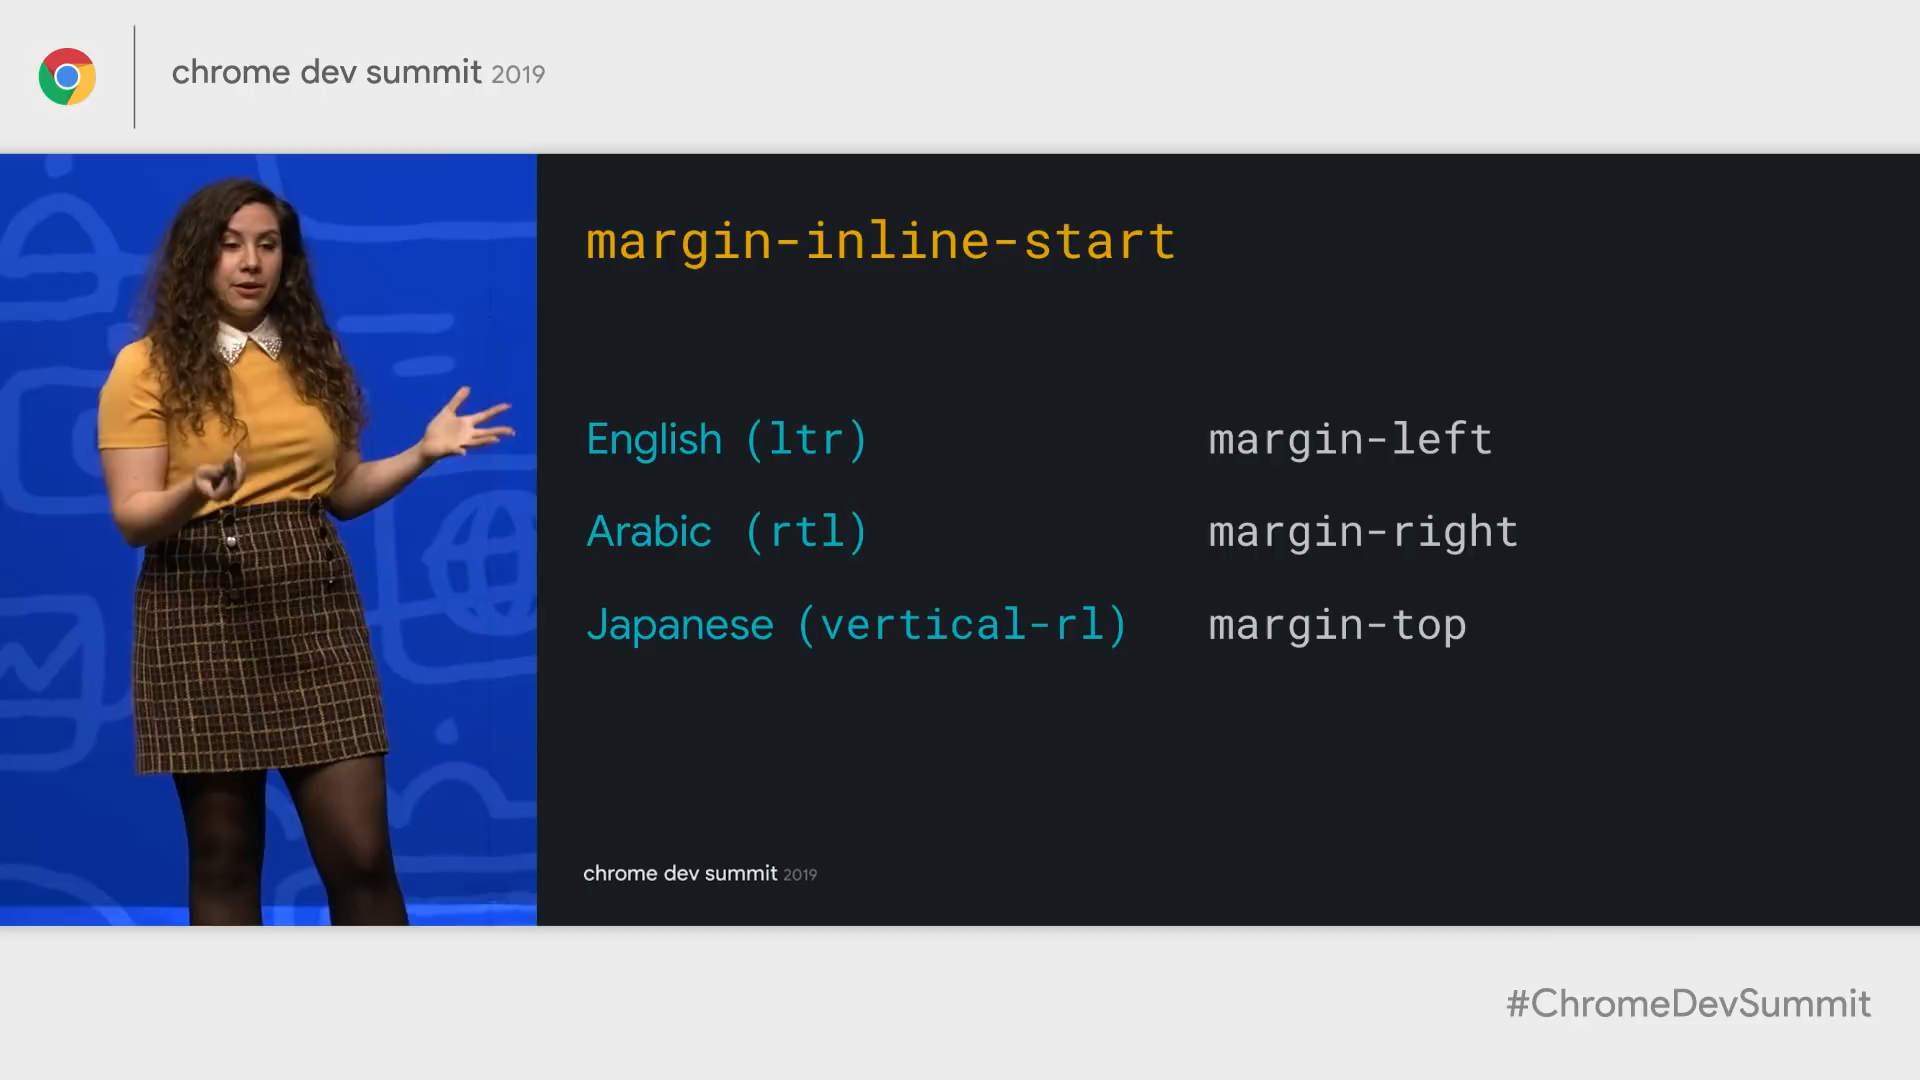 chrome dev summit 2019
margin-inline-start
English (ltr) margin-left
Arabic (rtl) margin-right
Japanese (vertical-rl) margin-top
chrome dev summit 2019
#ChromeDevSummit